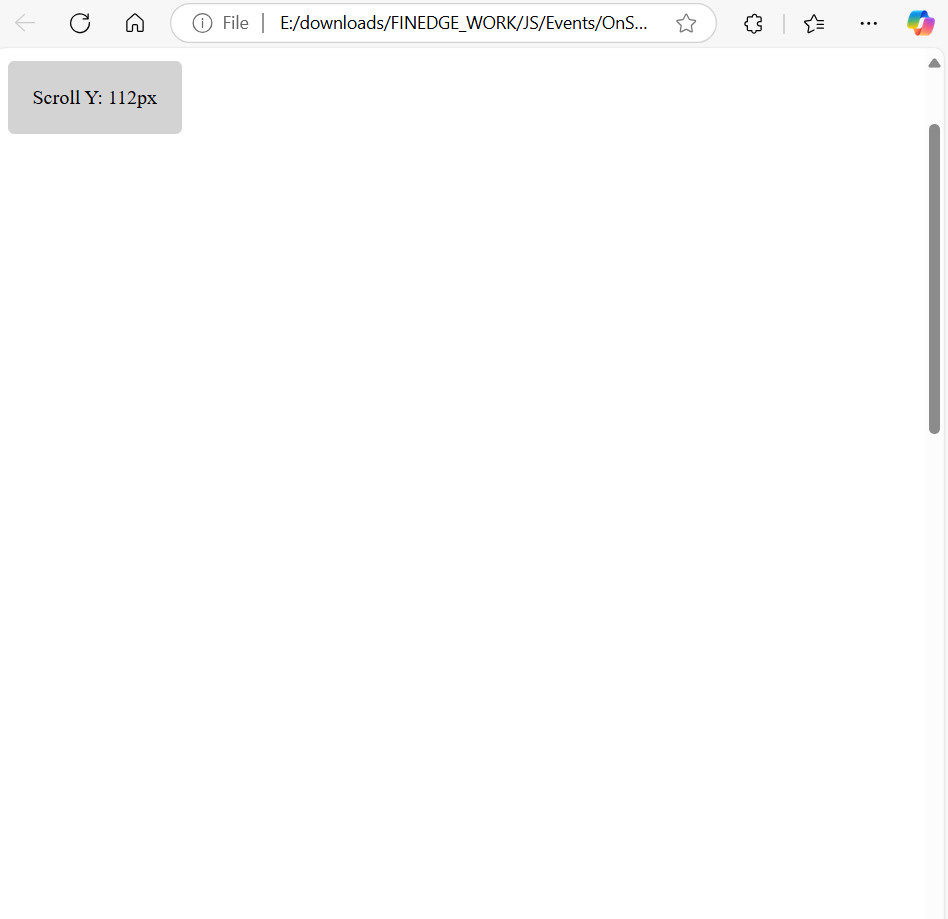 File
E:/downloads/FINEDGE_WORK/JS/Events/OnS...
Scroll Y: 112px